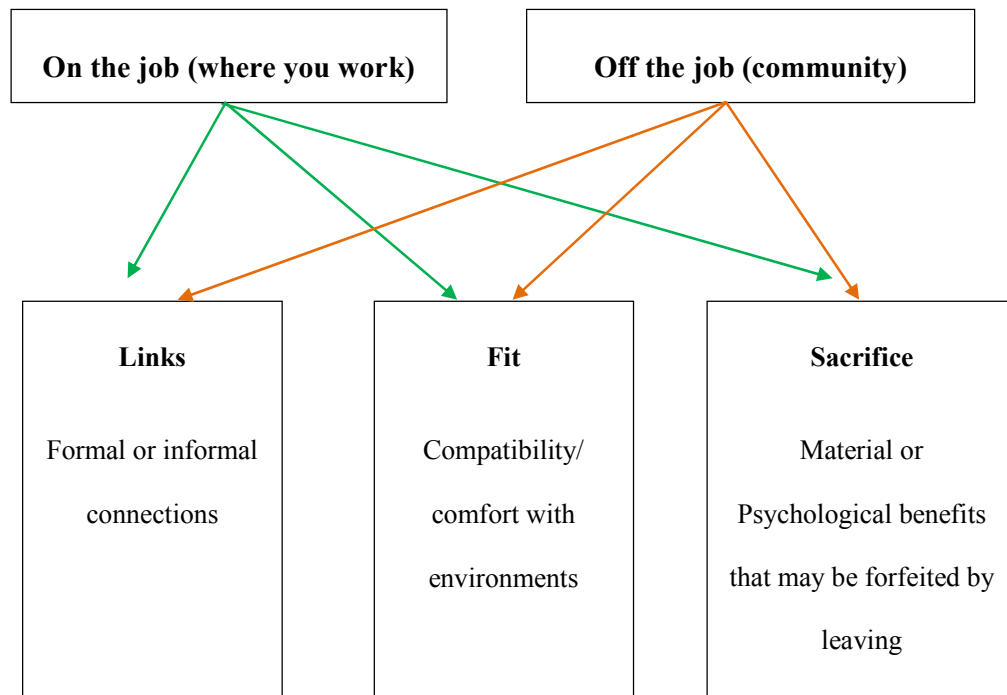 On the job (where you work)
Off the job (community)
Links
Formal or informal
connections
Fit
Compatibility/
comfort with
environments
Sacrifice
Material or
Psychological benefits
that may be forfeited by
leaving